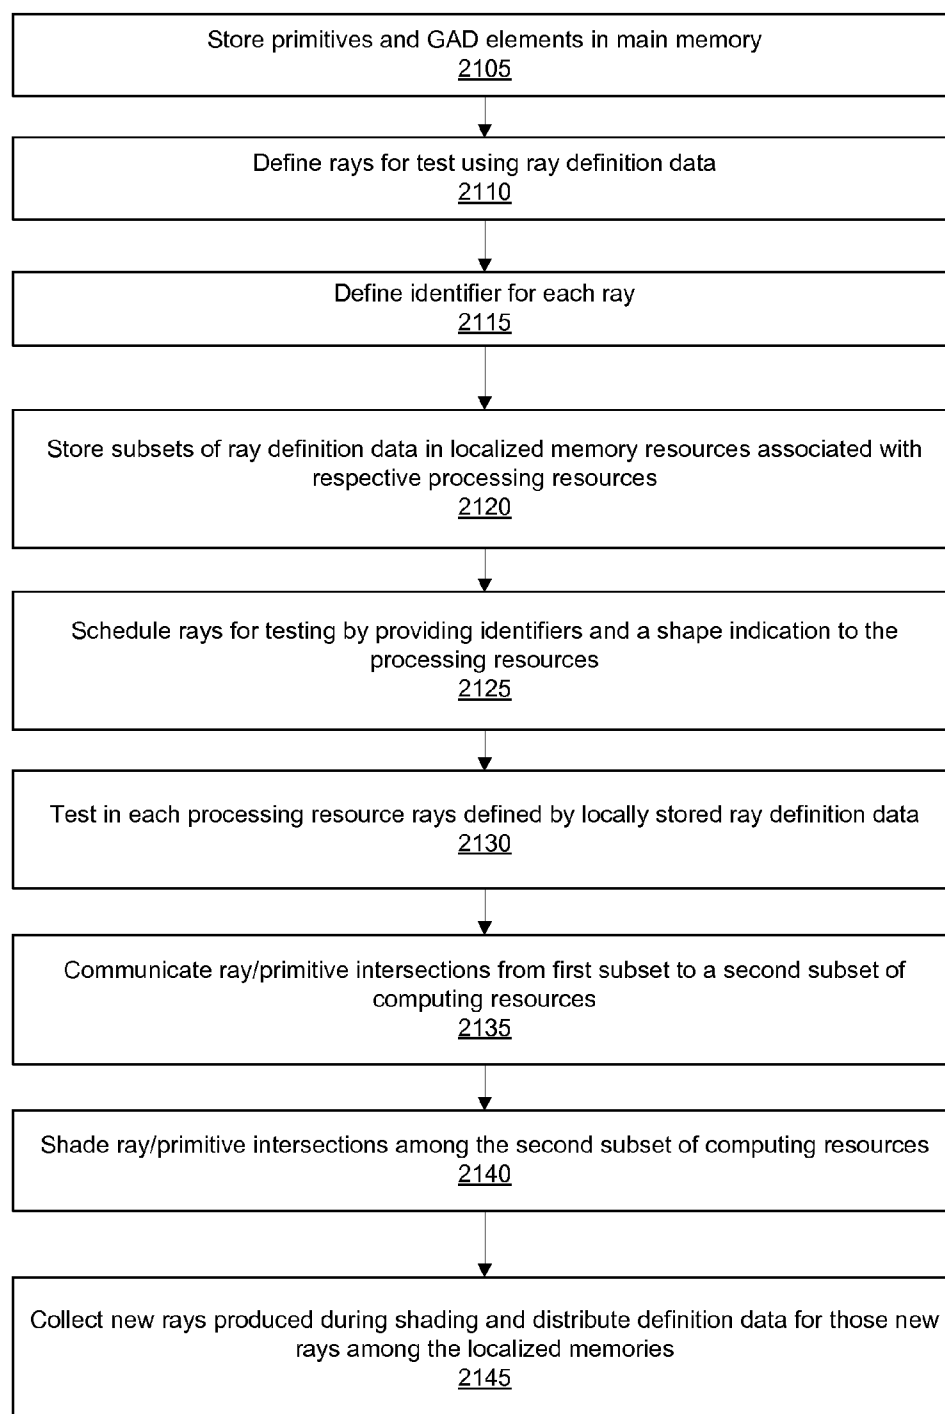 Store primitives and GAD elements in main memory
2105
Define rays for test using ray definition data
2110
Define identifier for each ray
2115
Store subsets of ray definition data in localized memory resources associated with
respective processing resources
2120
Schedule rays for testing by providing identifiers and a shape indication to the
processing resources
2125
Test in each processing resource rays defined by locally stored ray definition data
2130
Communicate ray/primitive intersections from first subset to a second subset of
computing resources
2135
Shade ray/primitive intersections among the second subset of computing resources
2140
Collect new rays produced during shading and distribute definition data for those new
rays among the localized memories
2145